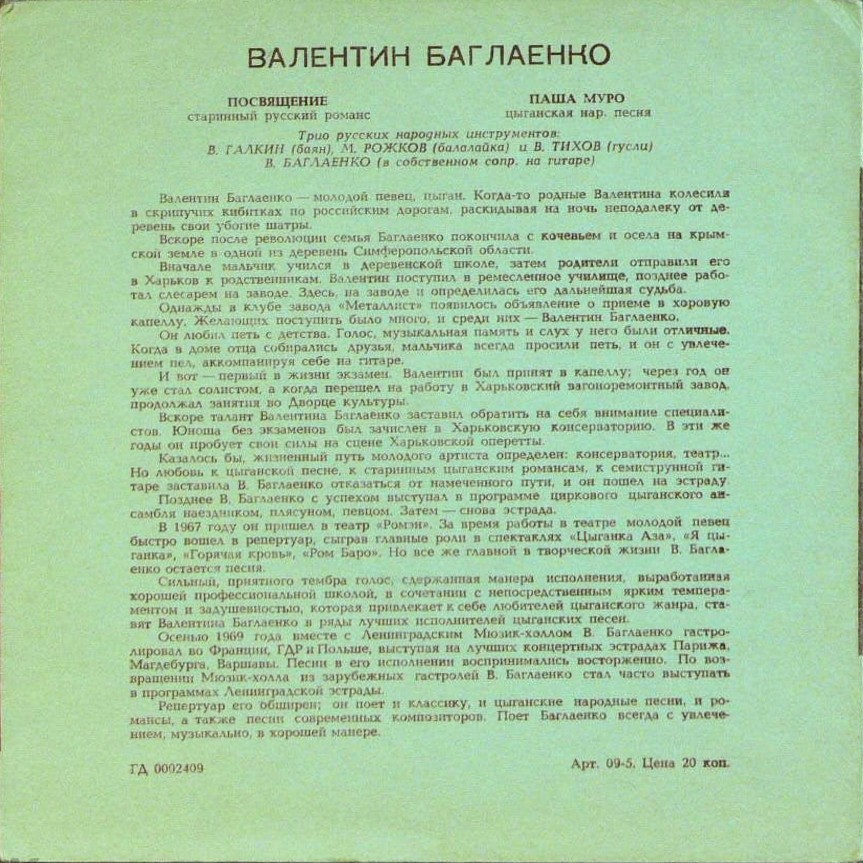 ВАЛЕНТИН БАГЛАЕНКО
ПОСВЯЩЕНИЕ
старинный русский романс
ПАША МУРО
цыганская нар. песня
Трио русских народных инструментов:
В. ГАЛКИН (баян), М. РОЖКОВ (балалайка) и В. ТИХОВ (гусли)
В. БАГЛАЕНКО (в собственном сопр. на гитаре)
Валентин Баглаенко — молодой певец, цыган. Когда-то родные Валентина колесили
в скрипучих кибитках по российским дорогам, раскидывая на ночь неподалеку от де-
ревень свои убогие шатры.
Вскоре после революции семья Баглаенко покончила с кочевьем и осела на крым-
ской земле в одной из деревень Симферопольской области.
Вначале мальчик учился в деревенской школе, затем родители отправили его
в Харьков к родственникам. Валентин поступил в ремесленное училище, позднее рабо-
тал слесарем на заводе. Здесь, на заводе и определилась его дальнейшая судьба.
Однажды в клубе завода «Металлист» появилось объявление о приеме в хоровую
капеллу. Желающих поступить было много, и среди них — Валентин Баглаенко.
Он любил петь с детства. Голос, музыкальная память и слух у него были отличные.
Когда в доме отца собирались друзья, мальчика всегда просили петь, и он с увлече-
нием пел, аккомпанируя себе на гитаре.
И вот — первый в жизни экзамен. Валентин был принят в капеллу; через год он
уже стал солистом, а когда перешел на работу в Харьковский вагоноремонтный завод,
продолжал занятия во Дворце культуры.
Вскоре талант Валентина Баглаенко заставил обратить на себя внимание специали-
стов. Юноша без экзаменов был зачислен в Харьковскую консерваторию. В эти же
годы он пробует свои силы на сцене Харьковской оперетты.
Казалось бы, жизненный путь молодого артиста определен: консерватория, театр...
Но любовь к цыганской песне, к старинным цыганским романсам, к семиструнной ги-
таре заставила В. Баглаенко отказаться от намеченного пути, и он пошел на эстраду.
Позднее В. Баглаенко с успехом выступал в программе циркового цыганского ан-
самбля наездником, плясуном, певцом. Затем — снова эстрада.
В 1967 году он пришел в театр «Ромэн». За время работы в театре молодой певец
быстро вошел в репертуар, сыграв главные роли в спектаклях «Цыганка Аза», «Я цы-
ганка», «Горячая кровь», «Ром Баро». Но все же главной в творческой жизни В. Багла-
енко остается песня.
Сильный, приятного тембра голос, сдержанная манера исполнения, выработанная
хорошей профессиональной школой, в сочетании с непосредственным ярким темпера-
ментом и задушевностью, которая привлекает к себе любителей цыганского жанра, ста-
вят Валентина Баглаенко в ряды лучших исполнителей цыганских песен.
Осенью 1969 года вместе с Ленинградским Мюзик-холлом В. Баглаенко гастро-
лировал во Франции, ГДР и Польше, выступая на лучших концертных эстрадах Парижа,
Магдебурга, Варшавы. Песни в его исполнении воспринимались восторженно. По воз-
вращении Мюзик-холла из зарубежных гастролей В. Баглаенко стал часто выступать
в программах Ленинградской эстрады.
Репертуар его обширен; он поет и классику, и цыганские народные песни, и ро-
мансы, а также песни современных композиторов. Поет Баглаенко всегда с увлече-
нием, музыкально, в хорошей манере.
ГД 0002409
Арт. 09-5. Цена 20 коп.